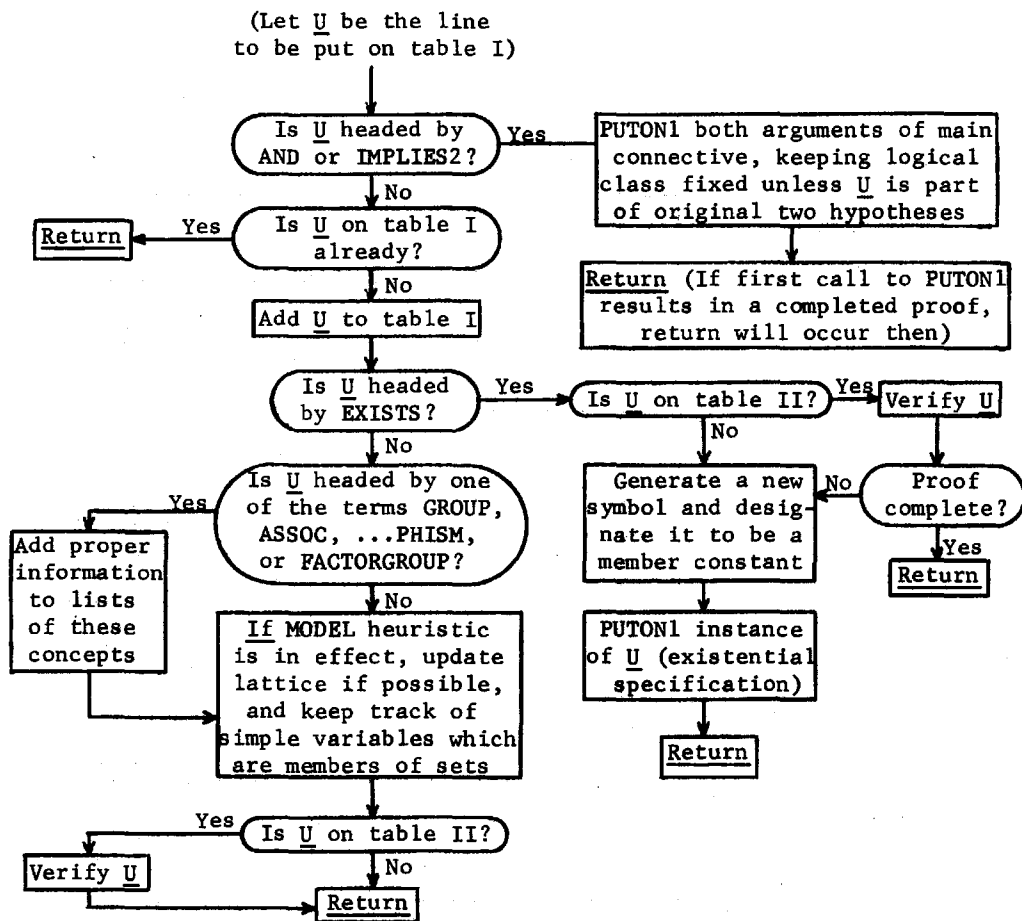 (Let U be the line
to be put on table I)
Is U headed by
AND or IMPLIES2?
Yes
PUTON1 both arguments of main
connective, keeping logical
class fixed unless U is part
of original two hypotheses
No
Is U on table I
already?
Yes
Return
Return (If first call to PUTON1
results in a completed proof,
return will occur then)
No
Add U to table I
Is U headed
by EXISTS?
Yes
Is U on table II?
Yes
Verify U
No
No
Is U headed by one
of the terms GROUP,
ASSOC, ...PHISM,
or FACTORGROUP?
Yes
Add proper
information
to lists
of these
concepts
Generate a new
symbol and desig-
nate it to be a
member constant
No
Proof
complete?
Yes
Return
No
If MODEL heuristic
is in effect, update
lattice if possible,
and keep track of
simple variables which
are members of sets
PUTON1 instance
of U (existential
specification)
Return
Is U on table II?
Yes
Verify U
No
Return